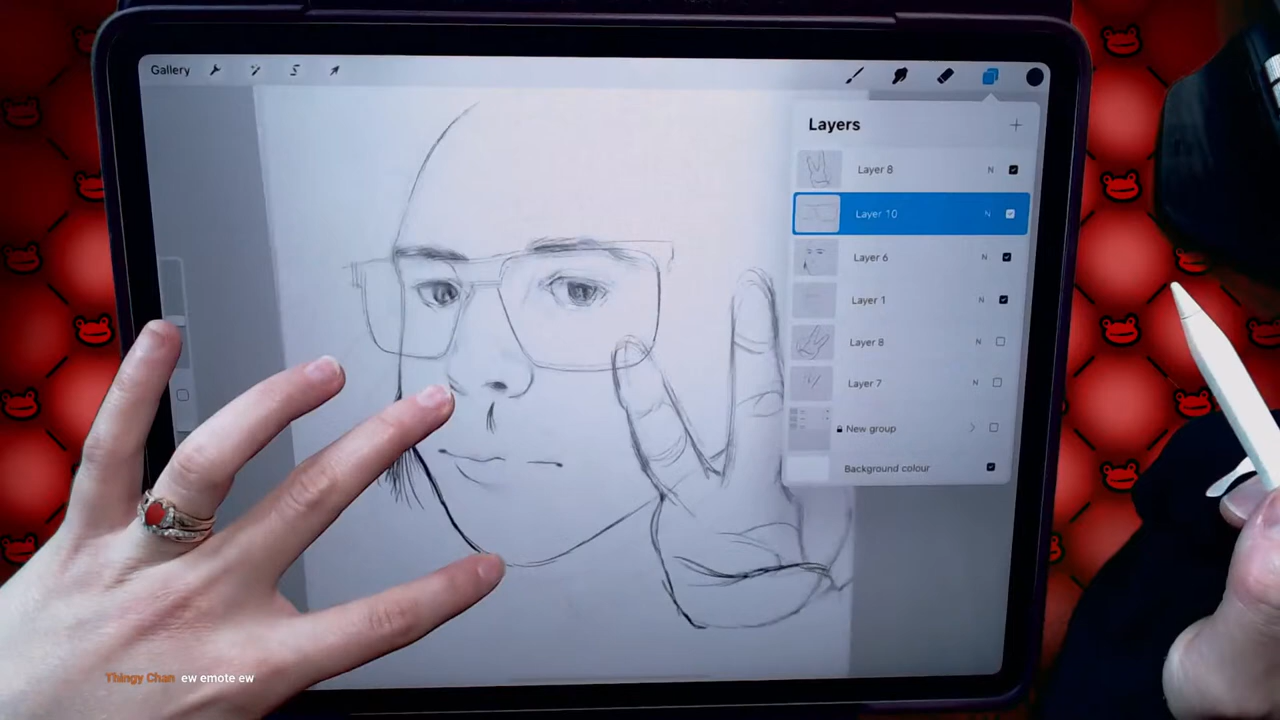 Gallery
Layers
Layer 8 N
Layer 10 N
Layer 6 N
Layer 1 N
Layer 8 N
Layer 7 N
New group
Background colour
Thingy Chan ew emote ew